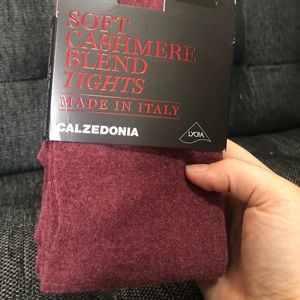 SOFT
CASHMERE
BLEND
TIGHTS
MADE IN ITALY
CALZEDONIA
LYCRA